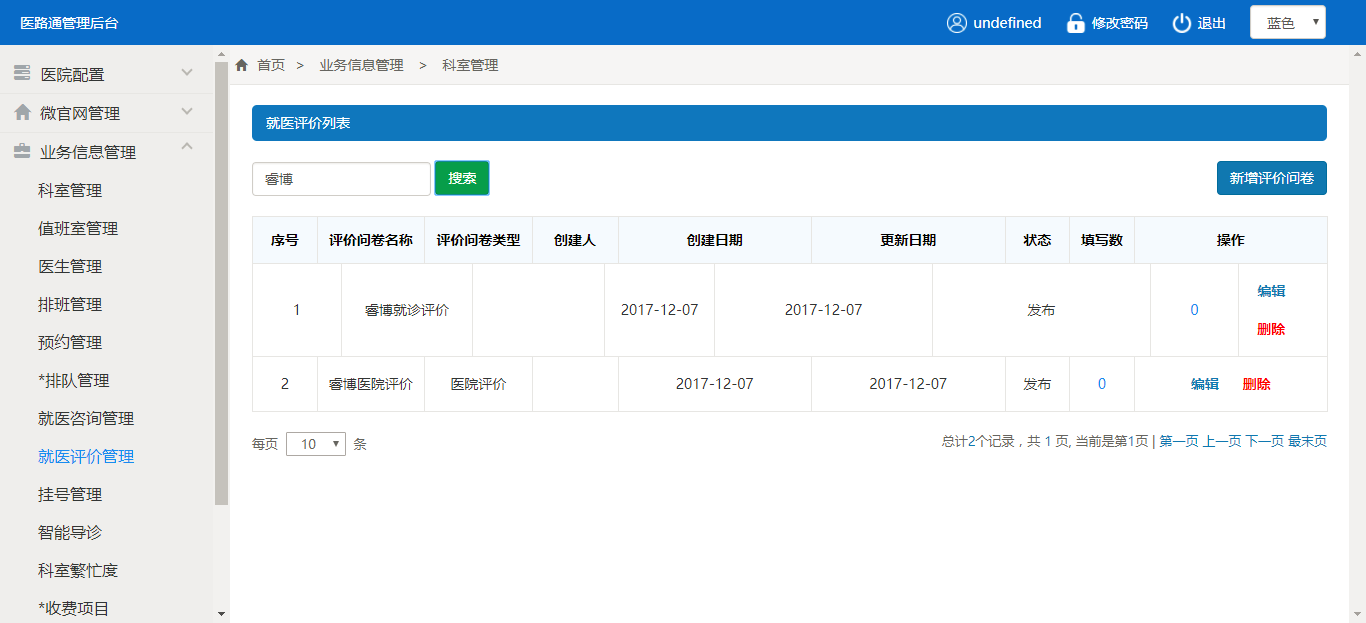 医路通管理后台
undefined
修改密码
退出
蓝色
医院配置
微官网管理
业务信息管理
科室管理
值班室管理
医生管理
排班管理
预约管理
*排队管理
就医咨询管理
就医评价管理
挂号管理
智能导诊
科室繁忙度
*收费项目
首页 > 业务信息管理 > 科室管理
就医评价列表
睿博 搜索 新增评价问卷
序号 评价问卷名称 评价问卷类型 创建人 创建日期 更新日期 状态 填写数 操作
1 睿博就诊评价 2017-12-07 2017-12-07 发布 0 编辑
删除
2 睿博医院评价 医院评价 2017-12-07 2017-12-07 发布 0 编辑 删除
每页 10 条
总计2个记录，共 1 页, 当前是第1页 | 第一页 上一页 下一页 最末页